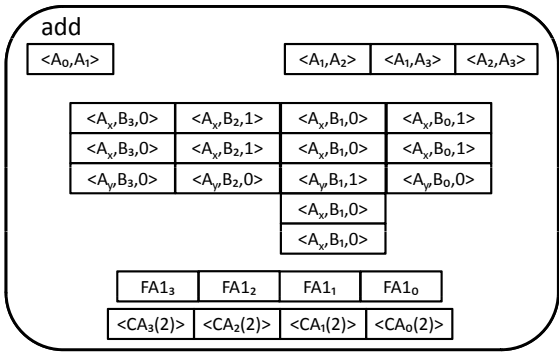 add
<A₀,A₁> <A₁,A₂> <A₁,A₃> <A₂,A₃>
<Aₓ,B₃,0> <Aₓ,B₂,1> <Aₓ,B₁,0> <Aₓ,B₀,1>
<Aₓ,B₃,0> <Aₓ,B₂,1> <Aₓ,B₁,0> <Aₓ,B₀,1>
<Aᵧ,B₃,0> <Aᵧ,B₂,0> <Aᵧ,B₁,1> <Aᵧ,B₀,0>
<Aₓ,B₁,0>
<Aₓ,B₁,0>
FA1₃ FA1₂ FA1₁ FA1₀
<CA₃(2)> <CA₂(2)> <CA₁(2)> <CA₀(2)>